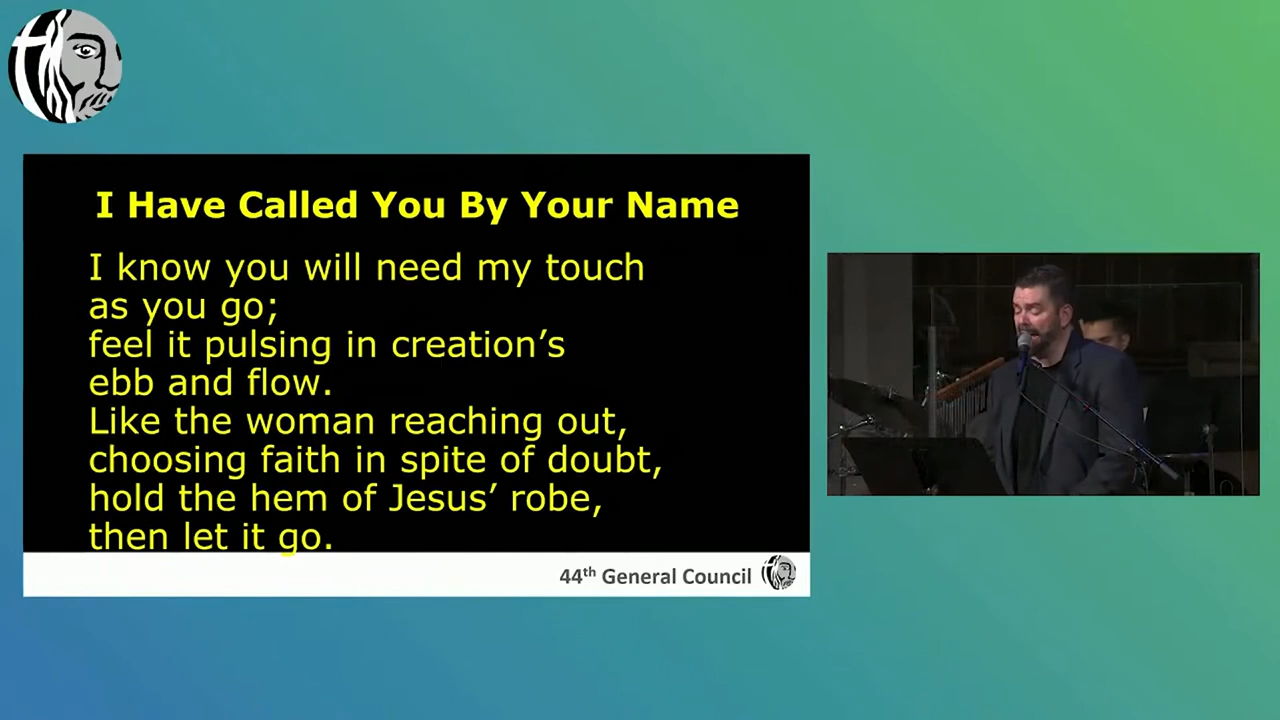 I Have Called You By Your Name
I know you will need my touch
as you go;
feel it pulsing in creation’s
ebb and flow.
Like the woman reaching out,
choosing faith in spite of doubt,
hold the hem of Jesus’ robe,
then let it go.
44th General Council